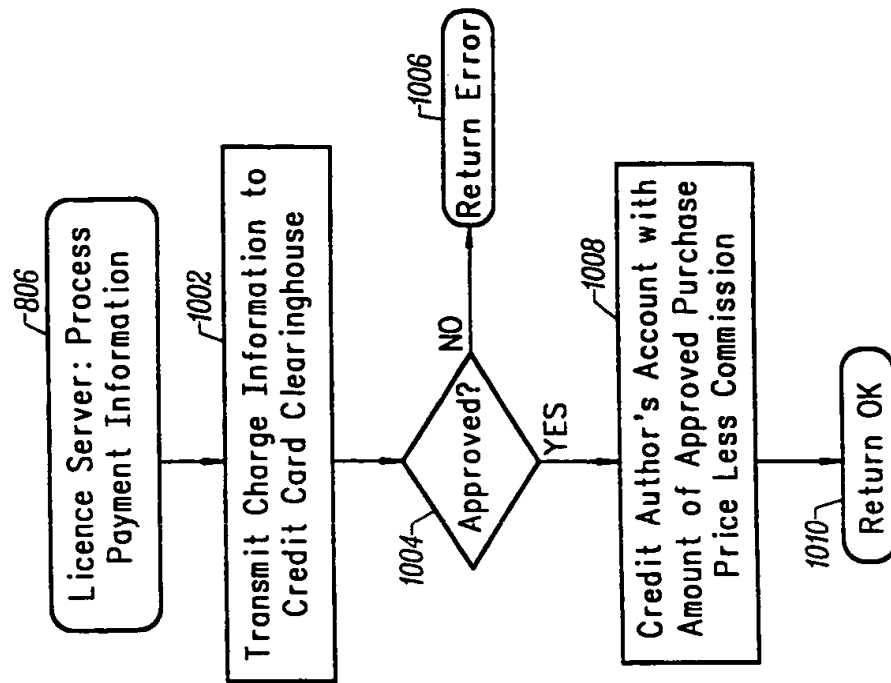 806
Licence Server: Process
Payment Information
1002
Transmit Charge Information to
Credit Card Clearinghouse
1004
Approved?
NO
1006
Return Error
YES
1008
Credit Author's Account with
Amount of Approved Purchase
Price Less Commission
1010
Return OK